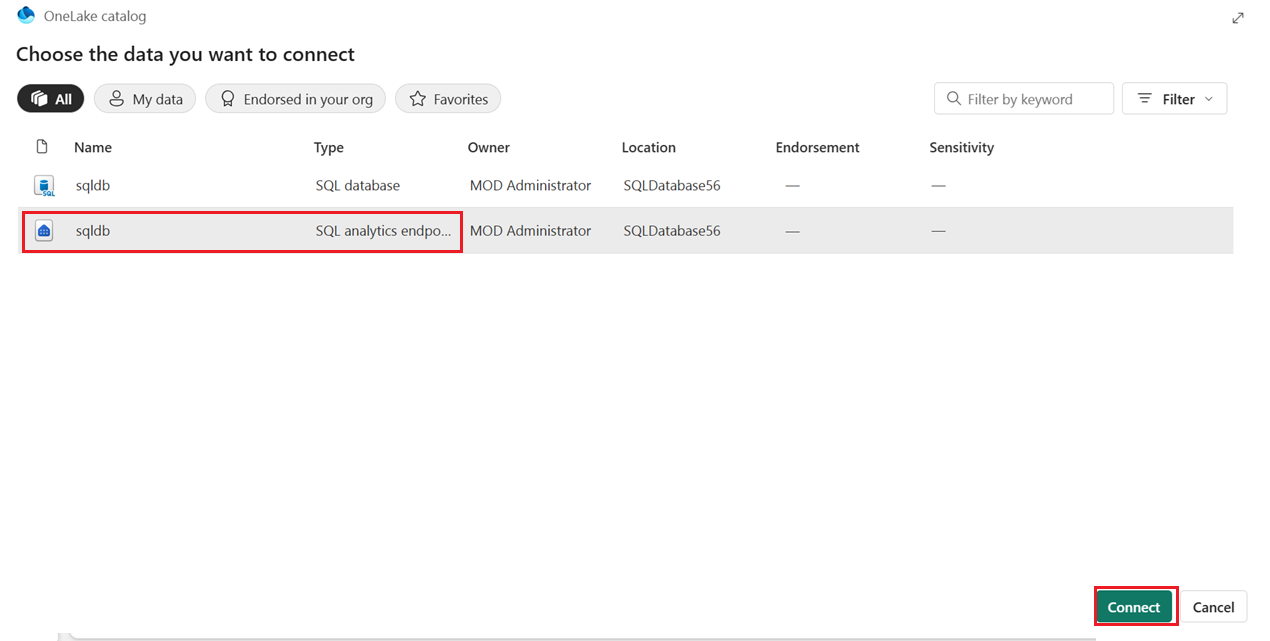 OneLake catalog
Choose the data you want to connect
All My data Endorsed in your org Favorites Filter by keyword Filter
Name Type Owner Location Endorsement Sensitivity
SQL sqldb SQL database MOD Administrator SQLDatabase56 — —
sqldb SQL analytics endpo... MOD Administrator SQLDatabase56 — —
Connect Cancel